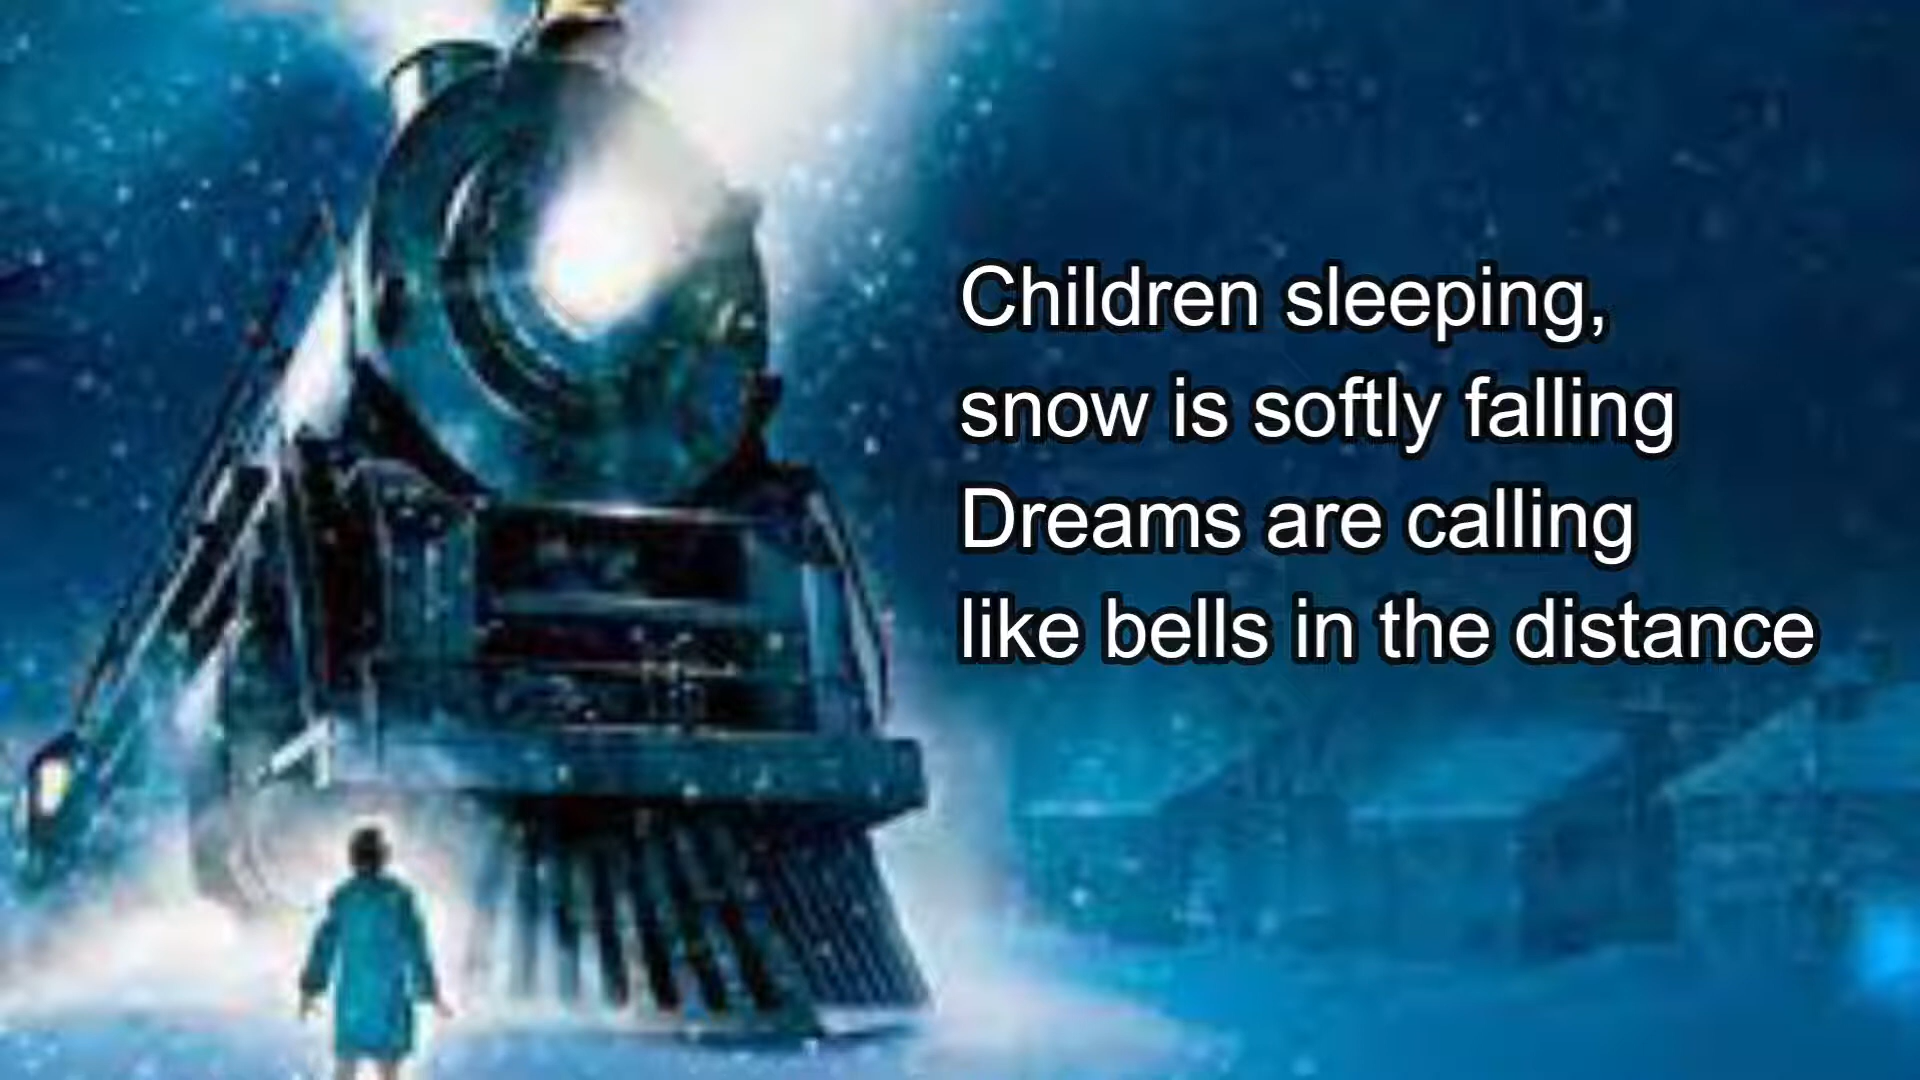 Children sleeping,
snow is softly falling
Dreams are calling
like bells in the distance